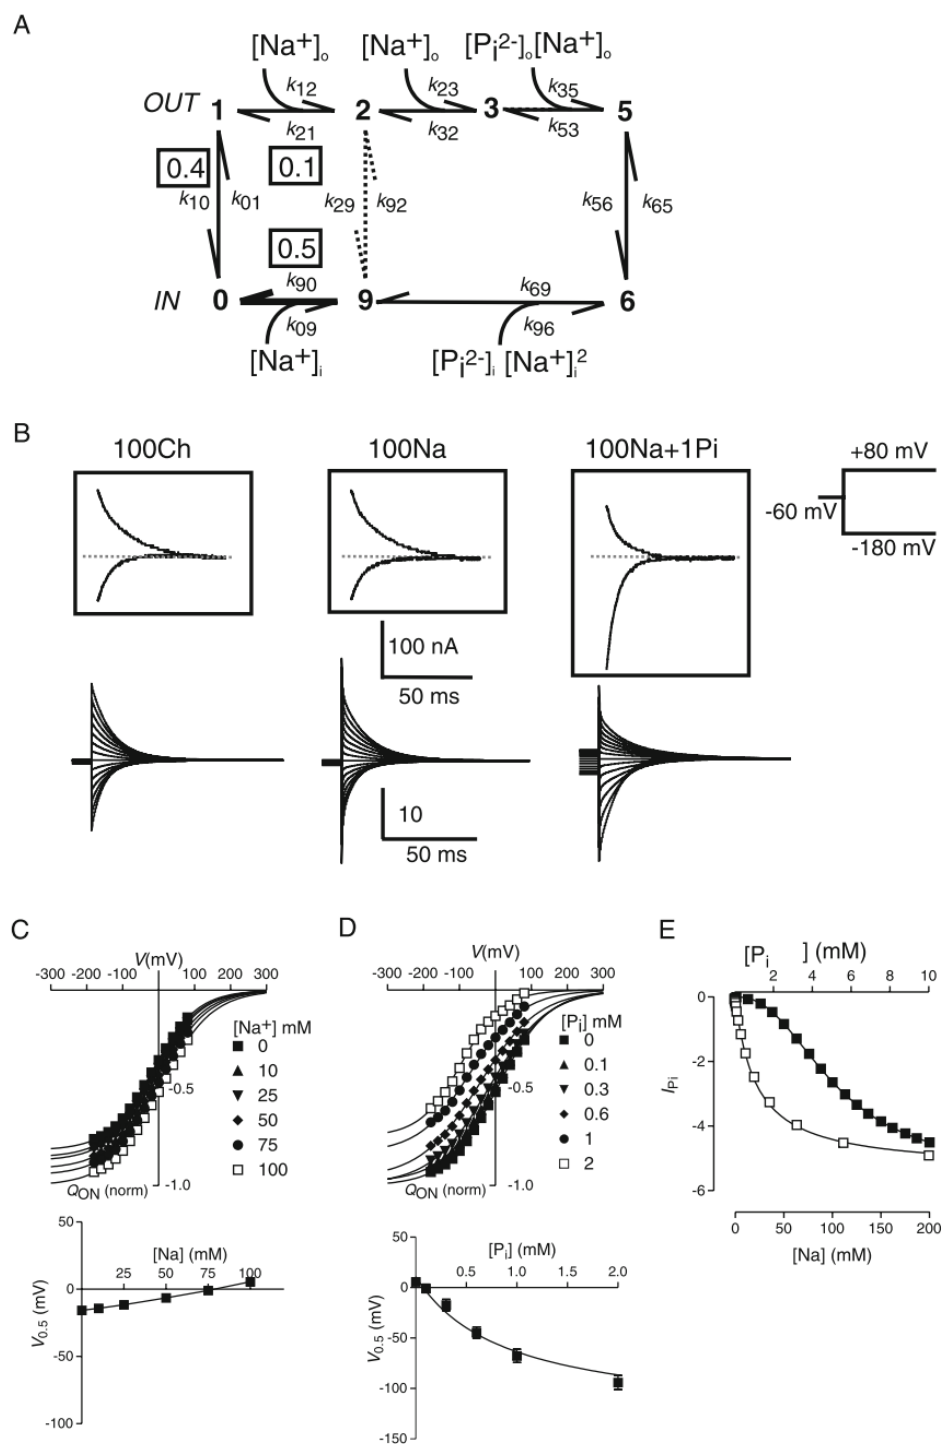 A
[Na+]o [Na+]o [Pi2-]o[Na+]o
k12 k23 k35
OUT 1 2 3 5
k21 k32 k53
0.4 0.1
k10 k01 k29 k92 k56 k65
0.5
k90 k69
IN 0 9 6
k09 k96
[Na+]i [Pi2-]i [Na+]i2
B
100Ch 100Na 100Na+1Pi
+80 mV
-60 mV
-180 mV
100 nA
50 ms
10
50 ms
C
V(mV)
-300 -200 -100 100 200 300
[Na+] mM
0
10
25
50
75
100
-0.5
-1.0
QON (norm)
50
0
-50
-100
V0.5 (mV)
[Na] (mM)
25 50 75 100
D
V(mV)
-300 -200 -100 100 200 300
[Pi] mM
0
0.1
0.3
0.6
1
2
-0.5
-1.0
QON (norm)
50
0
-50
-100
-150
V0.5 (mV)
[Pi] (mM)
0.5 1.0 1.5 2.0
E
[Pi ] (mM)
2 4 6 8 10
0
-2
-4
-6
IPi
0 50 100 150 200
[Na] (mM)